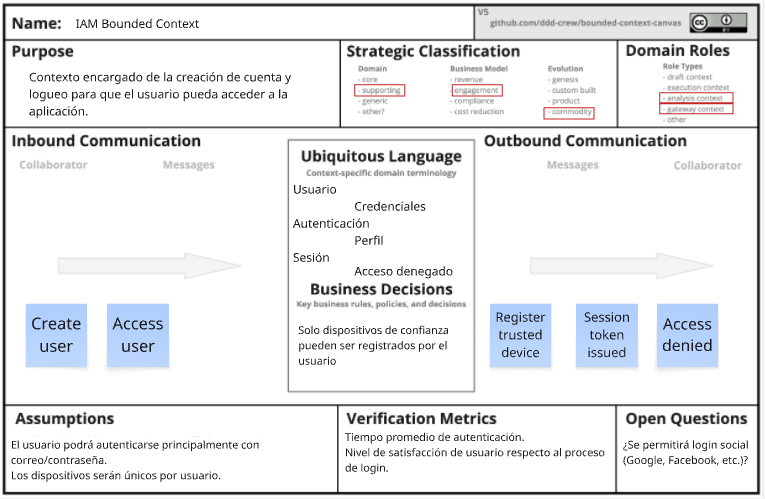 Name: IAM Bounded Context
V5
github.com/ddd-crew/bounded-context-canvas
cc BY
Purpose
Contexto encargado de la creación de cuenta y
logueo para que el usuario pueda acceder a la
aplicación.
Strategic Classification
Domain
- core
- supporting
- generic
- other?
Business Model
- revenue
- engagement
- compliance
- cost reduction
Evolution
- genesis
- custom built
- product
- commodity
Domain Roles
Role Types
- draft context
- execution context
- analysis context
- gateway context
- other
Inbound Communication
Collaborator Messages
Create
user
Access
user
Ubiquitous Language
Context-specific domain terminology
Usuario
Credenciales
Autenticación
Perfil
Sesión
Acceso denegado
Business Decisions
Key business rules, policies, and decisions
Solo dispositivos de confianza
pueden ser registrados por el
usuario
Outbound Communication
Messages Collaborator
Register
trusted
device
Session
token
issued
Access
denied
Assumptions
El usuario podrá autenticarse principalmente con
correo/contraseña.
Los dispositivos serán únicos por usuario.
Verification Metrics
Tiempo promedio de autenticación.
Nivel de satisfacción de usuario respecto al proceso
de login.
Open Questions
¿Se permitirá login social
(Google, Facebook, etc.)?